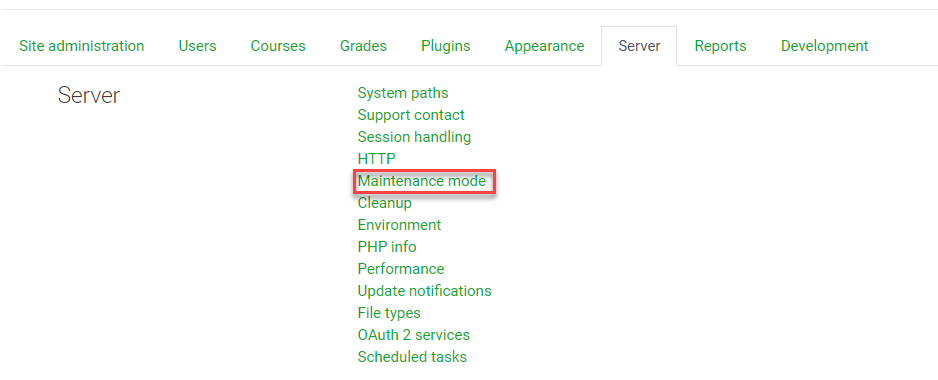 Site administration Users Courses Grades Plugins Appearance Server Reports Development
Server
System paths
Support contact
Session handling
HTTP
Maintenance mode
Cleanup
Environment
PHP info
Performance
Update notifications
File types
OAuth 2 services
Scheduled tasks